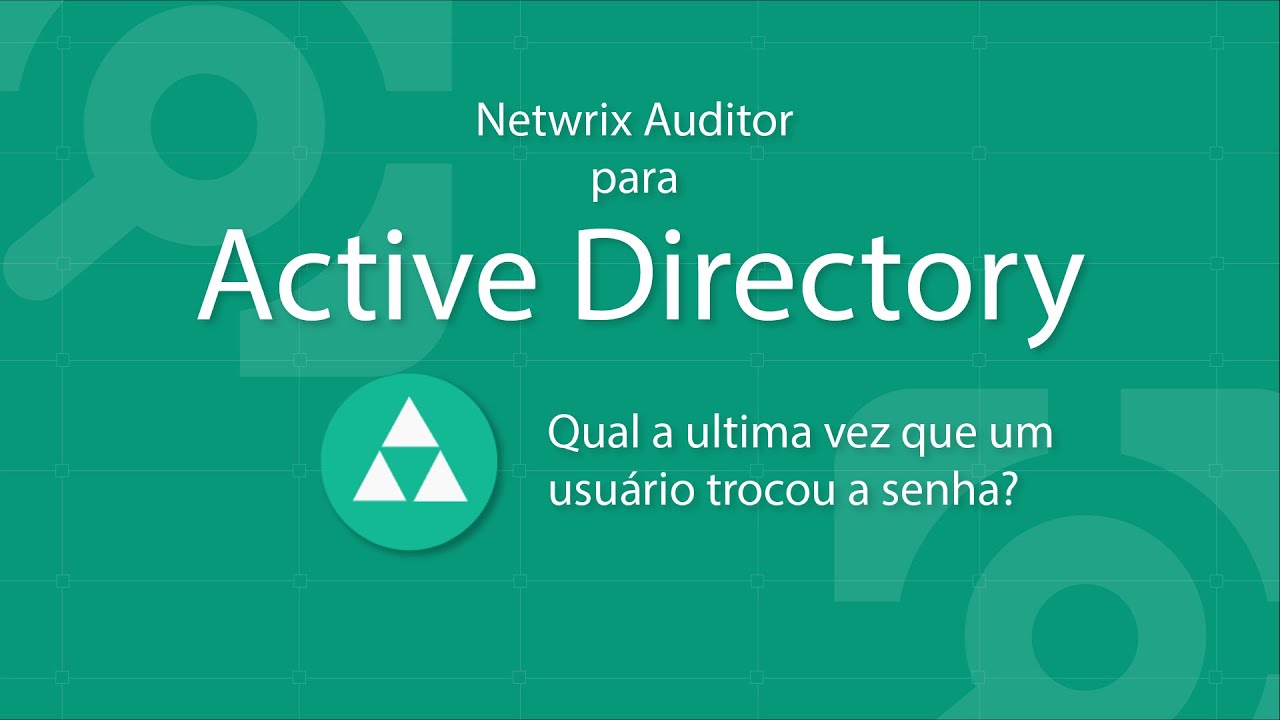 Netwrix Auditor
para
Active Directory
Qual a ultima vez que um
usuário trocou a senha?